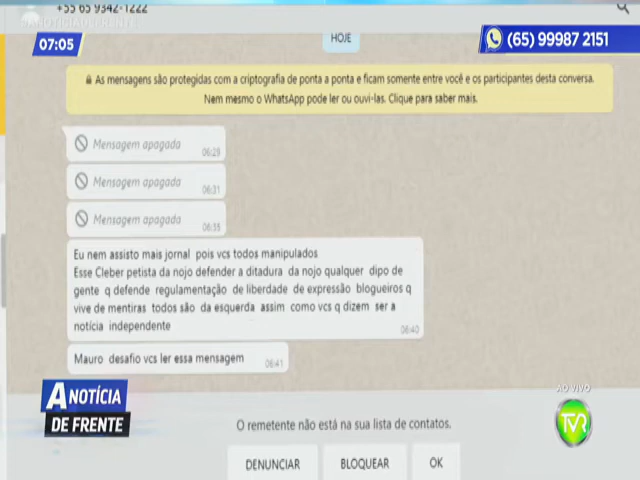 +55 65 9342-1222
ANOTICIADEFRENTE
07:05
HOJE
(65) 99987 2151
As mensagens são protegidas com a criptografia de ponta a ponta e ficam somente entre você e os participantes desta conversa.
Nem mesmo o WhatsApp pode ler ou ouvi-las. Clique para saber mais.
Mensagem apagada
06:29
Mensagem apagada
06:31
Mensagem apagada
06:35
Eu nem assisto mais jornal pois vcs todos manipulados
Esse Cleber petista da nojo defender a ditadura da nojo qualquer dipo de
gente q defende regulamentação de liberdade de expressão blogueiros q
vive de mentiras todos são da esquerda assim como vcs q dizem ser a
notícia independente
06:40
Mauro desafio vcs ler essa mensagem
06:41
A NOTÍCIA
DE FRENTE
AO VIVO
TVR
O remetente não está na sua lista de contatos.
DENUNCIAR
BLOQUEAR
OK